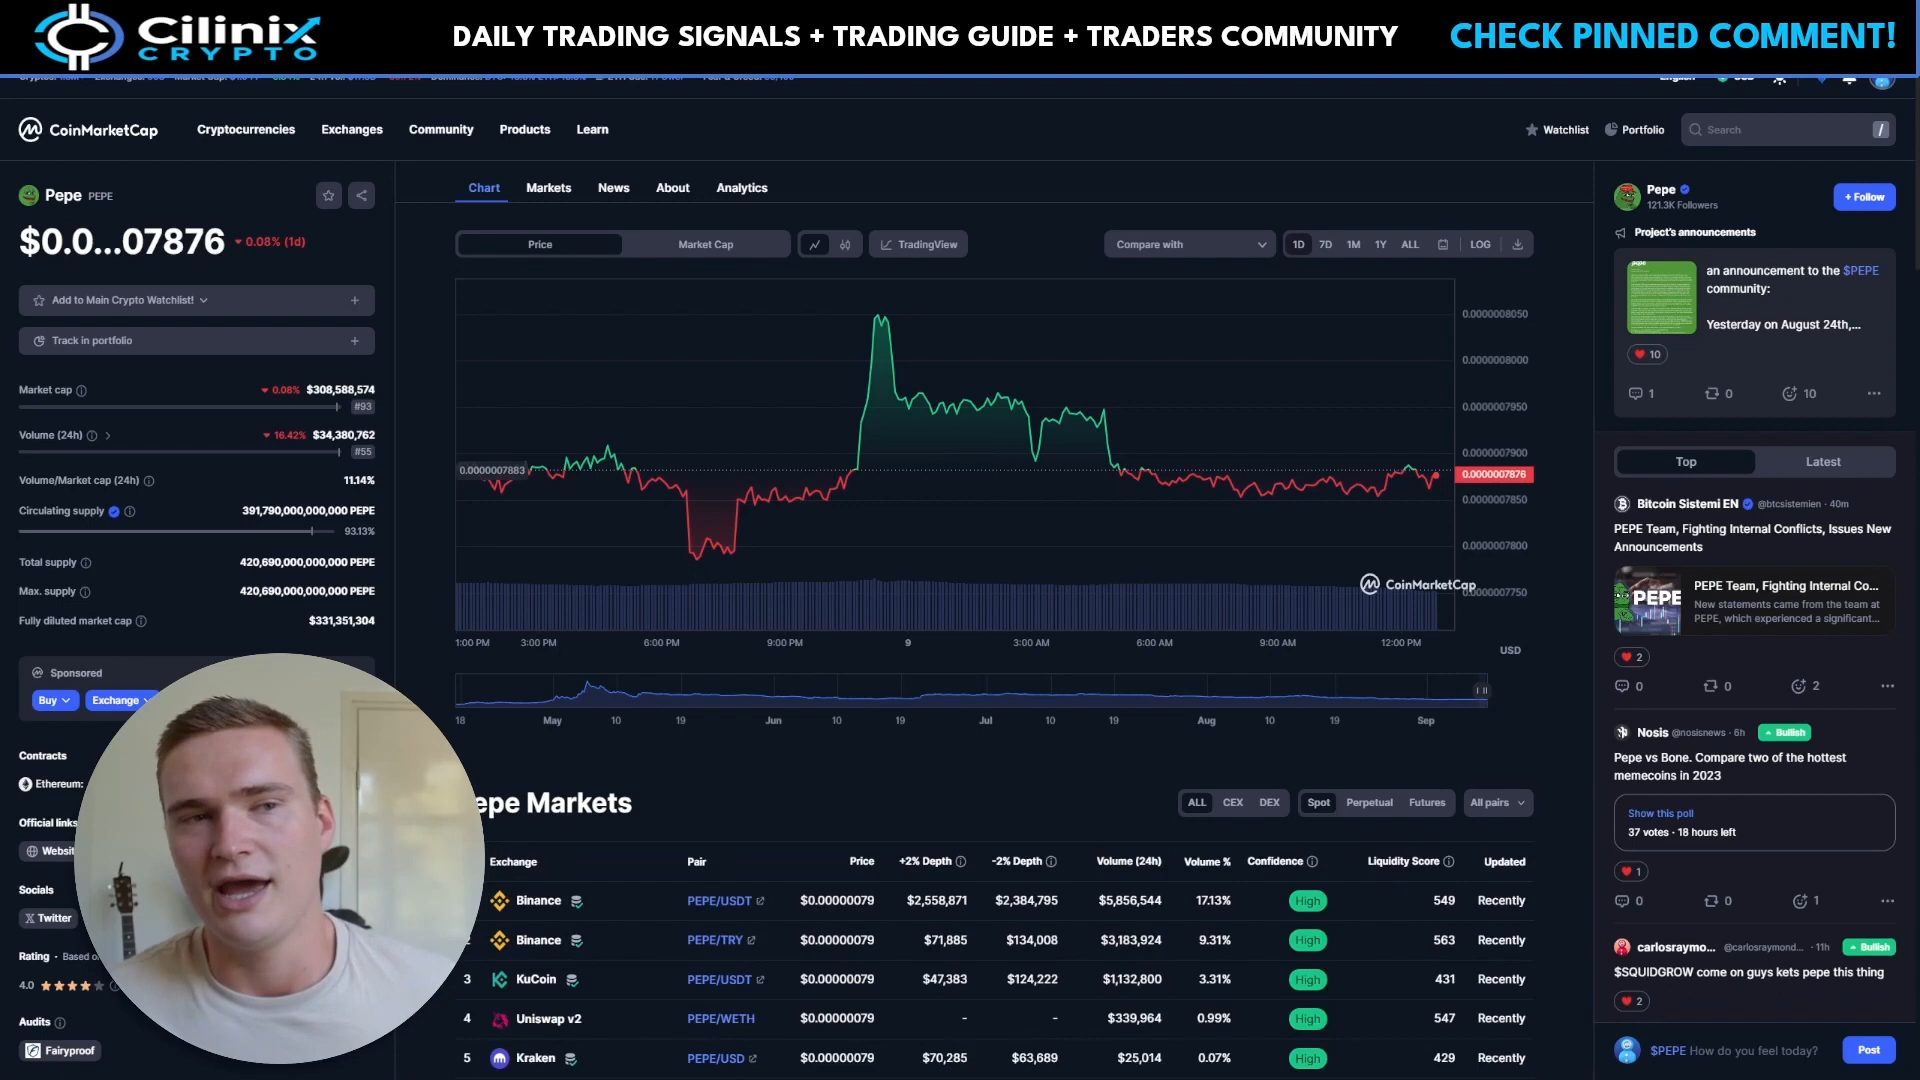 Cilinix
CRYPTO
DAILY TRADING SIGNALS + TRADING GUIDE + TRADERS COMMUNITY
CHECK PINNED COMMENT!
CoinMarketCap
Cryptocurrencies Exchanges Community Products Learn
Watchlist Portfolio Search /
Pepe PEPE
$0.0...07876 0.08% (1d)
Add to Main Crypto Watchlist! +
Track in portfolio +
Market cap 0.08% $308,588,574
#93
Volume (24h) 16.42% $34,380,762
#55
Volume/Market cap (24h) 11.14%
Circulating supply 391,790,000,000,000 PEPE
93.13%
Total supply 420,690,000,000,000 PEPE
Max. supply 420,690,000,000,000 PEPE
Fully diluted market cap $331,351,304
Sponsored
Buy Exchange
Contracts
Ethereum:
Official links
Websit
Socials
X Twitter
Rating · Based o
4.0
Audits
Fairyproof
Chart Markets News About Analytics
Price Market Cap TradingView Compare with 1D 7D 1M 1Y ALL LOG
0.0000008050
0.0000008000
0.0000007950
0.0000007900
0.0000007883
0.0000007876
0.0000007850
0.0000007800
CoinMarketCap
0.0000007750
1:00 PM 3:00 PM 6:00 PM 9:00 PM 9 3:00 AM 6:00 AM 9:00 AM 12:00 PM
USD
18 May 10 19 Jun 10 19 Jul 10 19 Aug 10 19 Sep
epe Markets
ALL CEX DEX Spot Perpetual Futures All pairs
Exchange Pair Price +2% Depth -2% Depth Volume (24h) Volume % Confidence Liquidity Score Updated
Binance PEPE/USDT $0.00000079 $2,558,871 $2,384,795 $5,856,544 17.13% High 549 Recently
2 Binance PEPE/TRY $0.00000079 $71,885 $134,008 $3,183,924 9.31% High 563 Recently
3 KuCoin PEPE/USDT $0.00000079 $47,383 $124,222 $1,132,800 3.31% High 431 Recently
4 Uniswap v2 PEPE/WETH $0.00000079 - - $339,964 0.99% High 547 Recently
5 Kraken PEPE/USD $0.00000079 $70,285 $63,689 $25,014 0.07% High 429 Recently
Pepe
121.3K Followers
+ Follow
Project's announcements
an announcement to the $PEPE
community:
Yesterday on August 24th,...
10
1 0 10
Top Latest
Bitcoin Sistemi EN @btcsistemien · 40m
PEPE Team, Fighting Internal Conflicts, Issues New
Announcements
PEPE
PEPE Team, Fighting Internal Co...
New statements came from the team at
PEPE, which experienced a significant...
2
0 0 2
Nosis @nosisnews · 6h Bullish
Pepe vs Bone. Compare two of the hottest
memecoins in 2023
Show this poll
37 votes · 18 hours left
1
0 0 1
carlosraymo... @carlosraymond... · 11h Bullish
$SQUIDGROW come on guys kets pepe this thing
2
$PEPE How do you feel today? Post